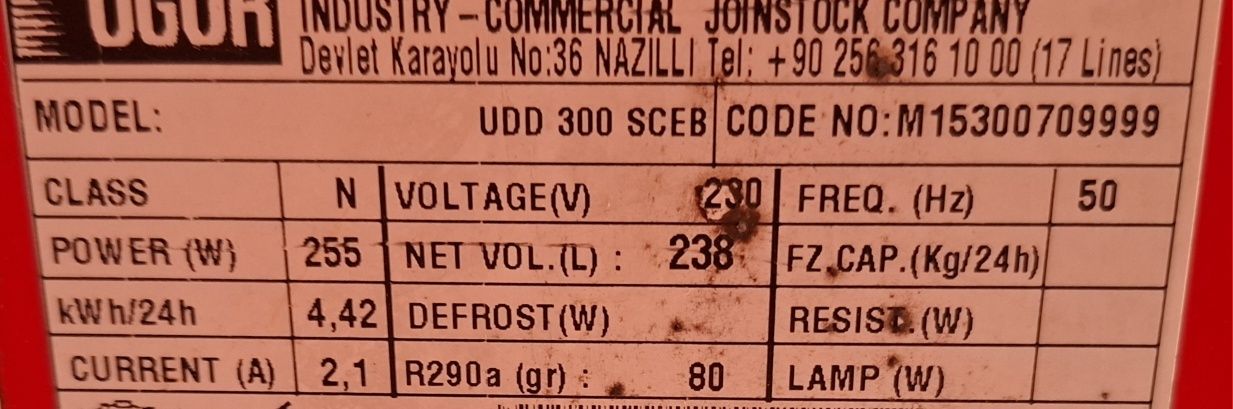 UGUR
INDUSTRY – COMMERCIAL JOINSTOCK COMPANY
Devlet Karayolu No:36 NAZILLI Tel: +90 256 316 10 00 (17 Lines)
MODEL: UDD 300 SCEB CODE NO:M15300709999
CLASS N VOLTAGE(V) 230 FREQ. (Hz) 50
POWER (W) 255 NET VOL.(L) : 238 FZ.CAP.(Kg/24h)
kWh/24h 4,42 DEFROST(W) RESIST.(W)
CURRENT (A) 2,1 R290a (gr) : 80 LAMP (W)